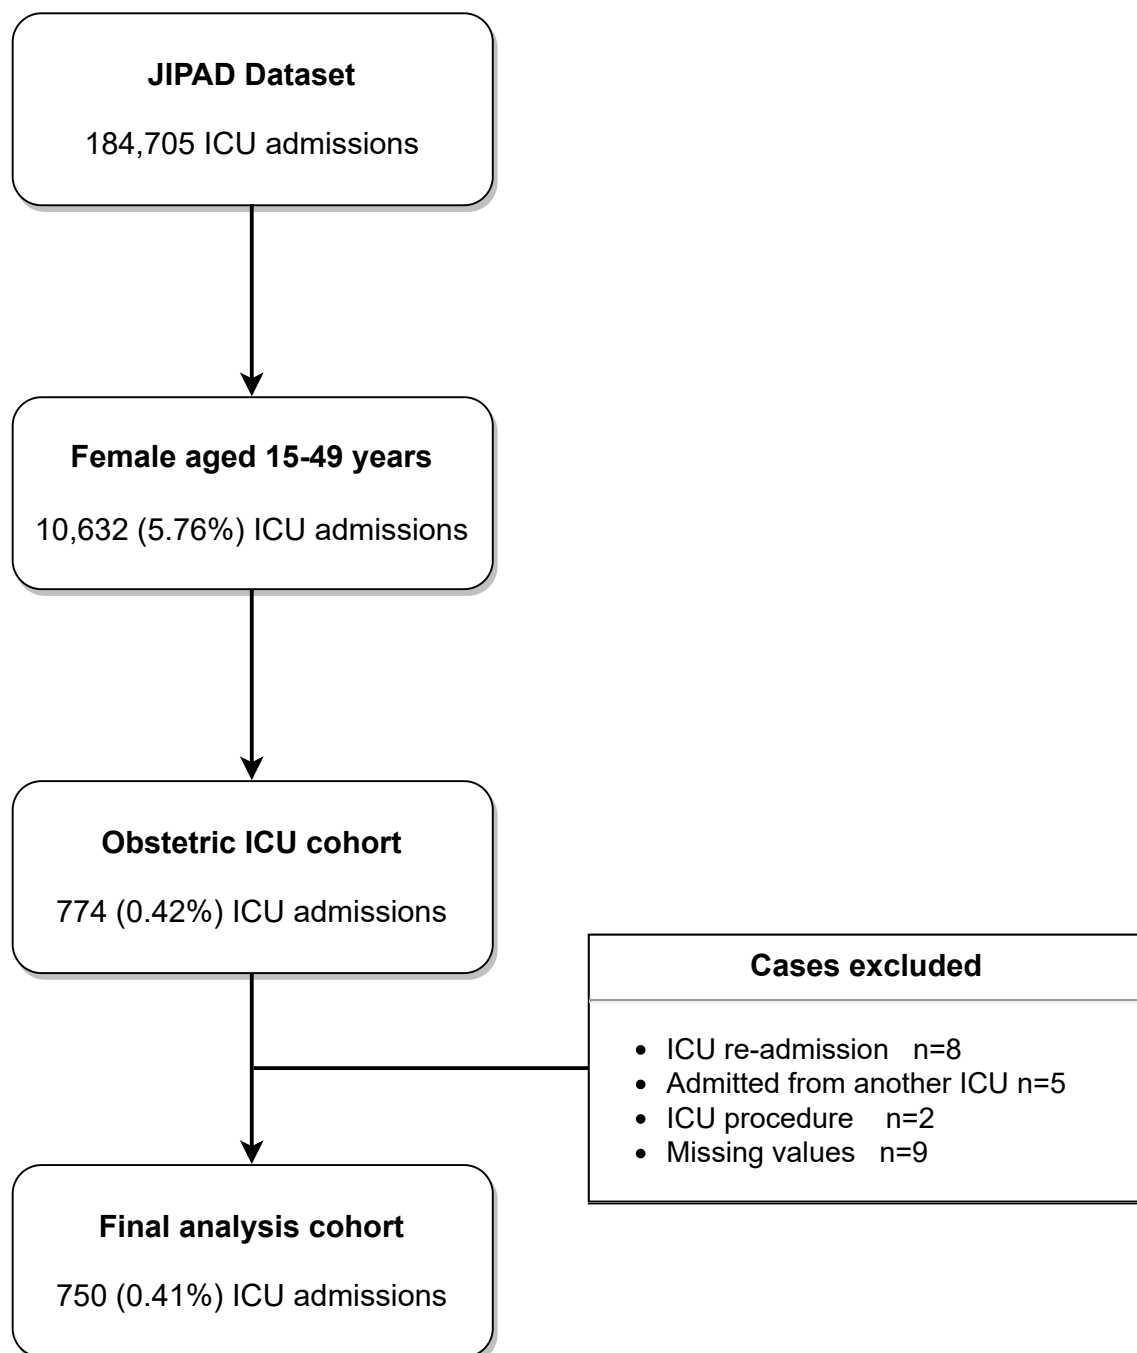 JIPAD Dataset
184,705 ICU admissions
Female aged 15-49 years
10,632 (5.76%) ICU admissions
Obstetric ICU cohort
774 (0.42%) ICU admissions
Cases excluded
• ICU re-admission n=8
• Admitted from another ICU n=5
• ICU procedure n=2
• Missing values n=9
Final analysis cohort
750 (0.41%) ICU admissions